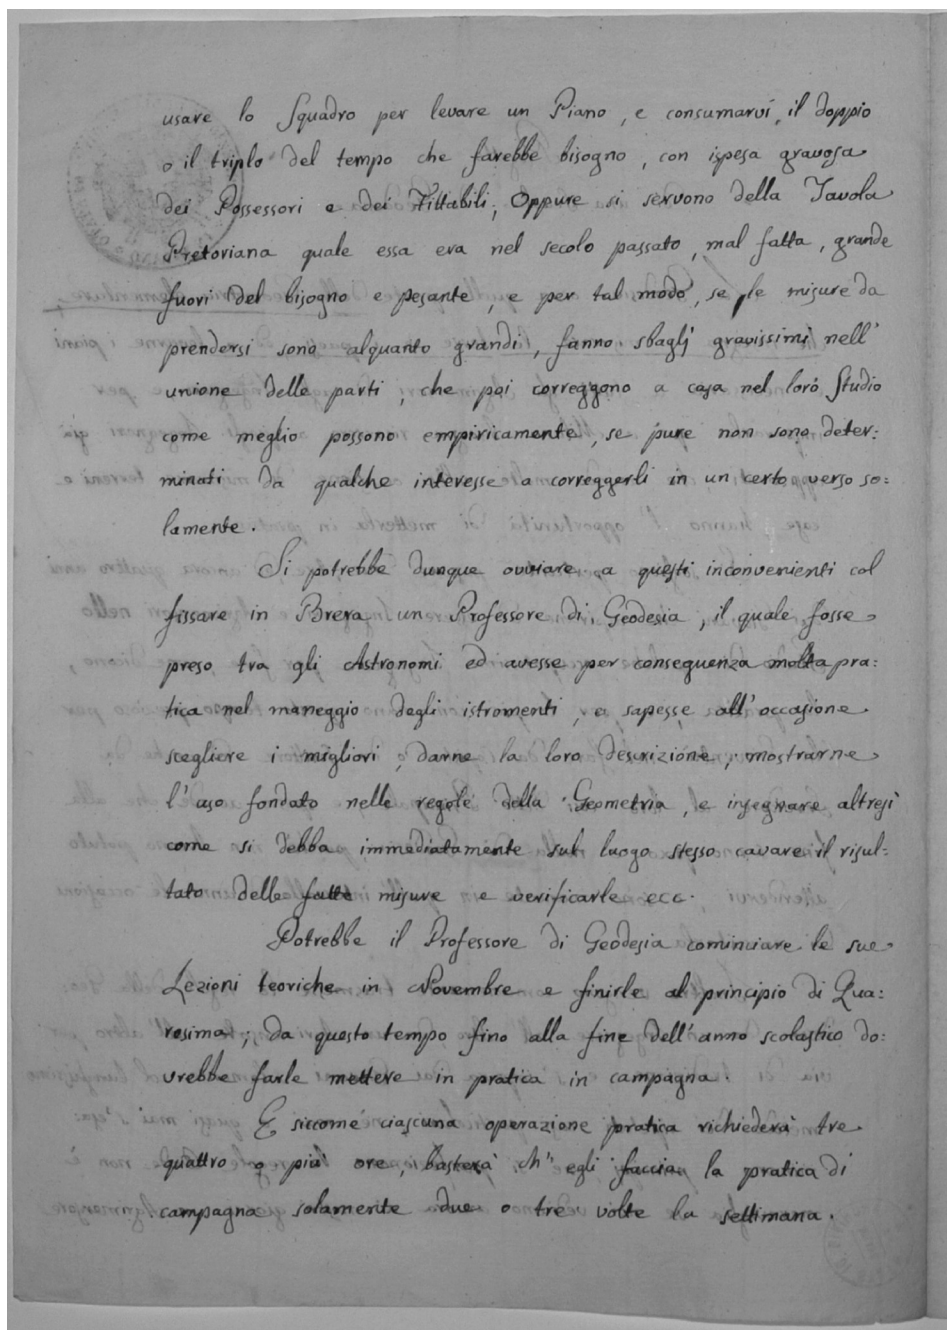 usare lo Squadro per levare un Piano, e consumarvi, il doppio
o il triplo del tempo che farebbe bisogno, con ispesa gravosa
dei Possessori e dei Fittabili; Oppure si servono della Tavola
Pretoriana quale essa era nel secolo passato, mal fatta, grande
fuori del bisogno e pesante, e per tal modo, se le misure da
prendersi sono alquanto grandi, fanno sbaglj gravissimi nell'
unione delle parti; che poi correggono a casa nel loro Studio
come meglio possono empiricamente, se pure non sono deter:
minati da qualche interesse a correggerli in un certo verso so:
lamente.
Si potrebbe dunque ovviare a questi inconvenienti col
fissare in Brera un Professore di Geodesia, il quale fosse
preso tra gli Astronomi ed avesse per conseguenza molta pra:
tica nel maneggio degli istromenti, e sapesse all'occasione
scegliere i migliori, darne la loro descrizione, mostrarne
l'uso fondato nelle regole della Geometria, e insegnare altresì
come si debba immediatamente sul luogo stesso cavare il risul:
tato delle fatte misure e verificarle ecc.
Potrebbe il Professore di Geodesia cominciare le sue
Lezioni teoriche in Novembre e finirle al principio di Qua:
resima; da questo tempo fino alla fine dell'anno scolastico do:
vrebbe farle mettere in pratica in campagna.
E siccome ciascuna operazione pratica richiederà tre
quattro o più ore, basterà ch'egli faccia la pratica di
campagna solamente due o tre volte la settimana.